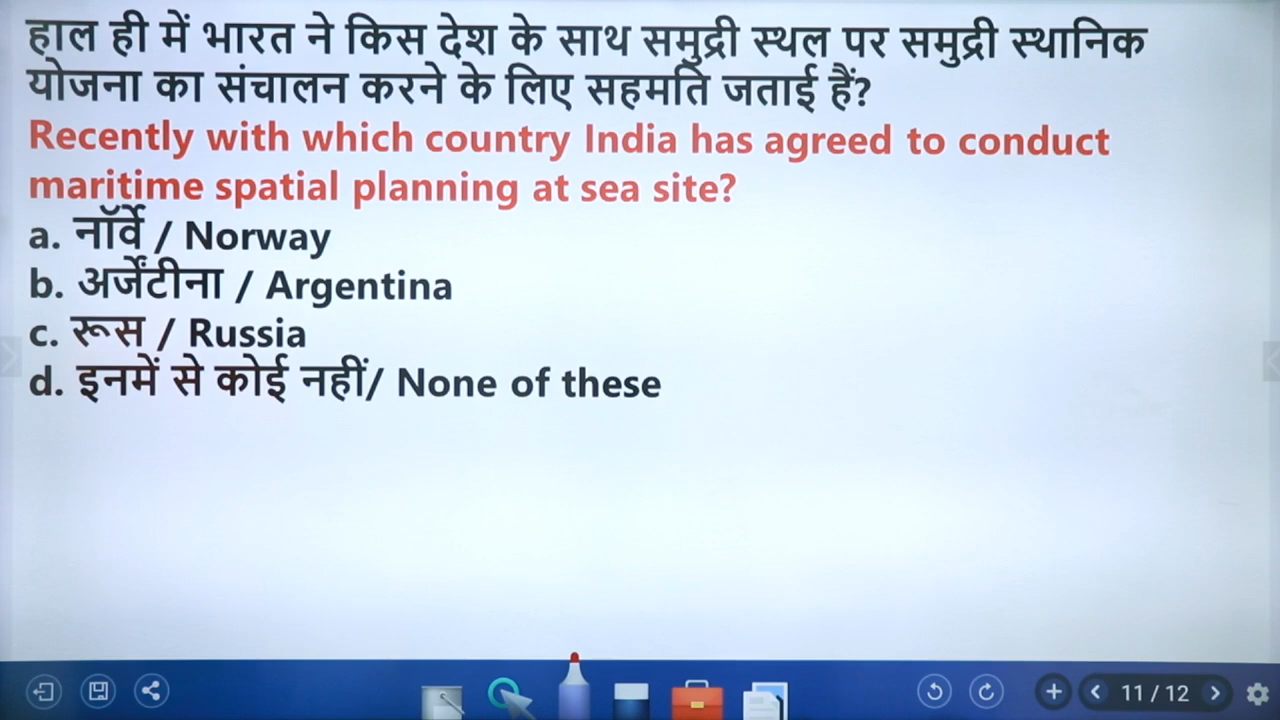 हाल ही में भारत ने किस देश के साथ समुद्री स्थल पर समुद्री स्थानिक
योजना का संचालन करने के लिए सहमति जताई हैं?
Recently with which country India has agreed to conduct
maritime spatial planning at sea site?
a. नॉर्वे / Norway
b. अर्जेंटीना / Argentina
c. रूस / Russia
d. इनमें से कोई नहीं/ None of these
11 / 12